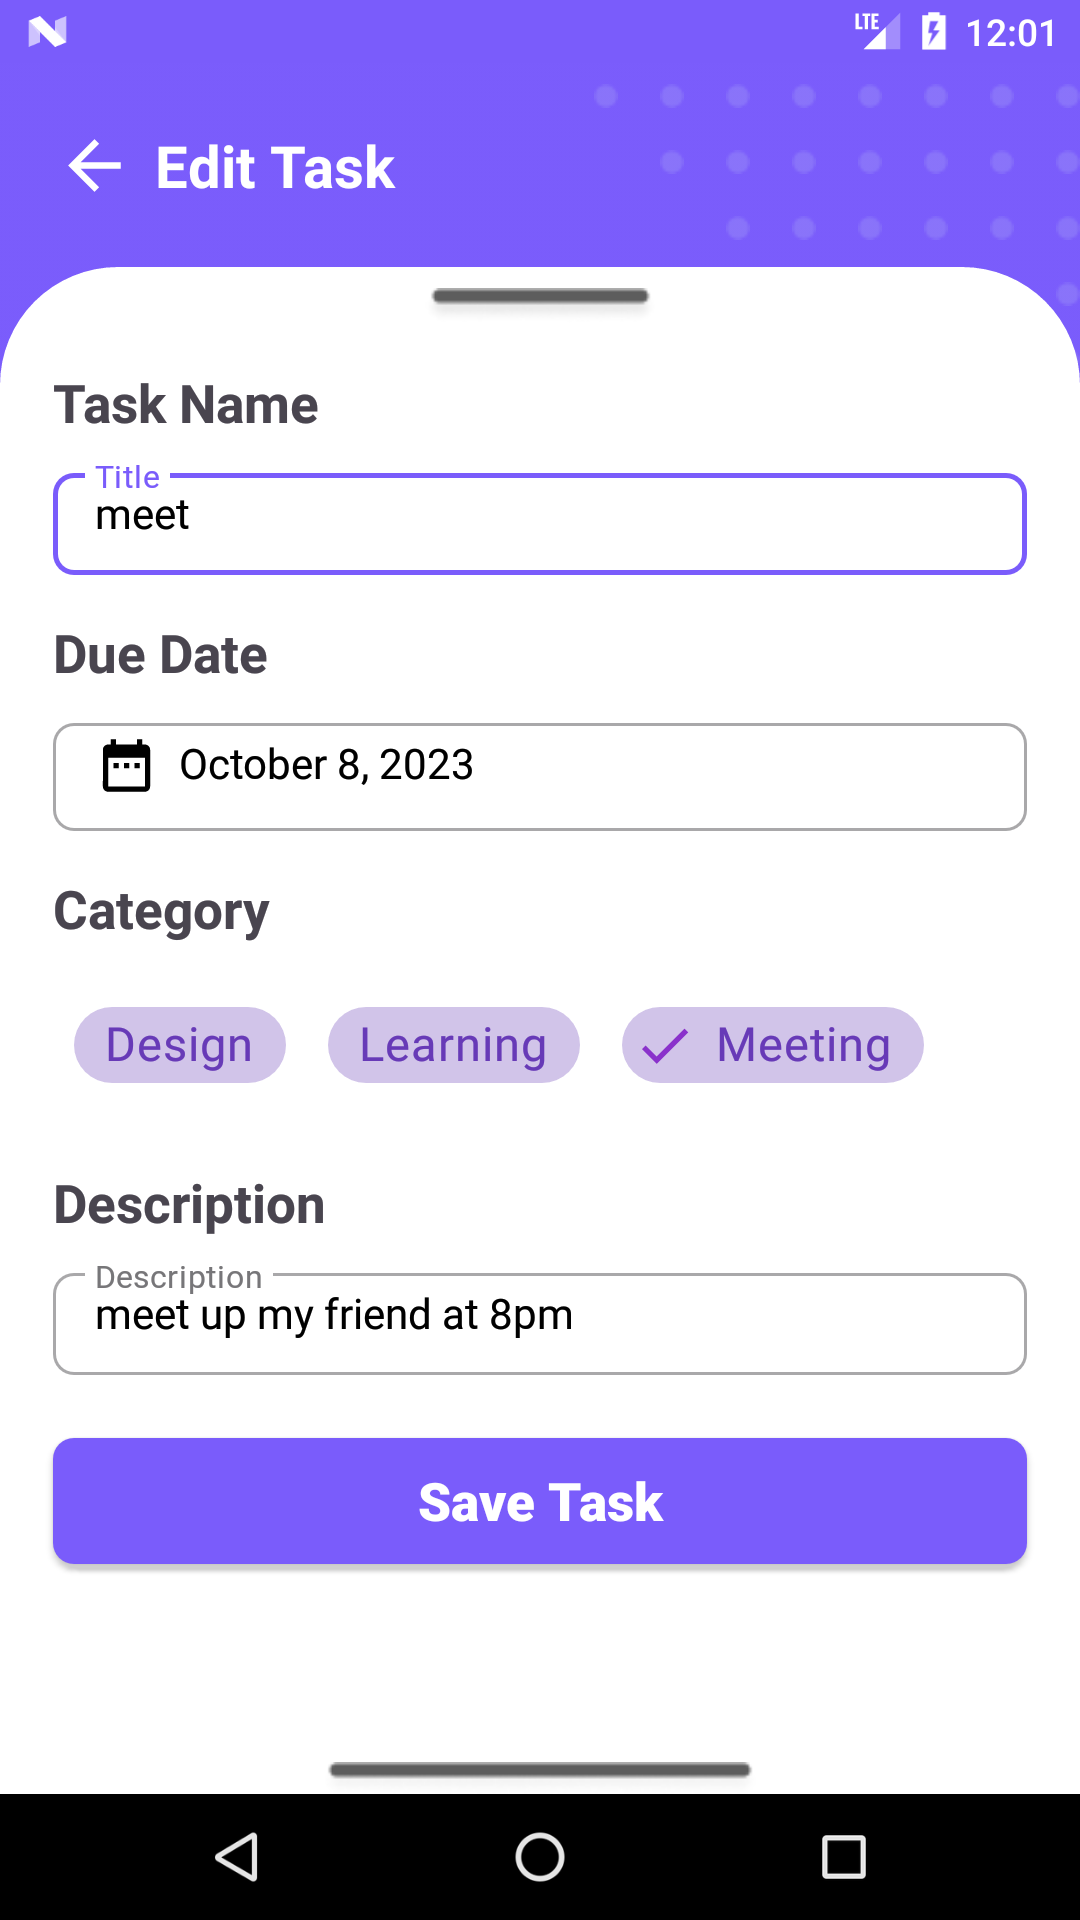 LTE 12:01
Edit Task
Task Name
Title
meet
Due Date
October 8, 2023
Category
Design Learning Meeting
Description
Description
meet up my friend at 8pm
Save Task